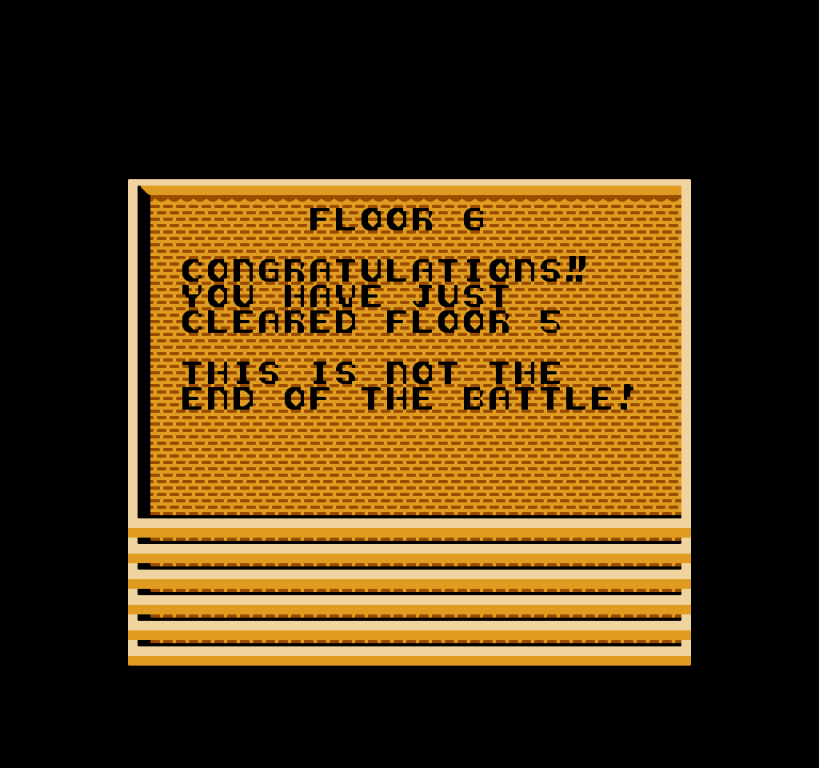 FLOOR 6
CONGRATULATIONS!!
YOU HAVE JUST
CLEARED FLOOR 5
THIS IS NOT THE
END OF THE BATTLE!